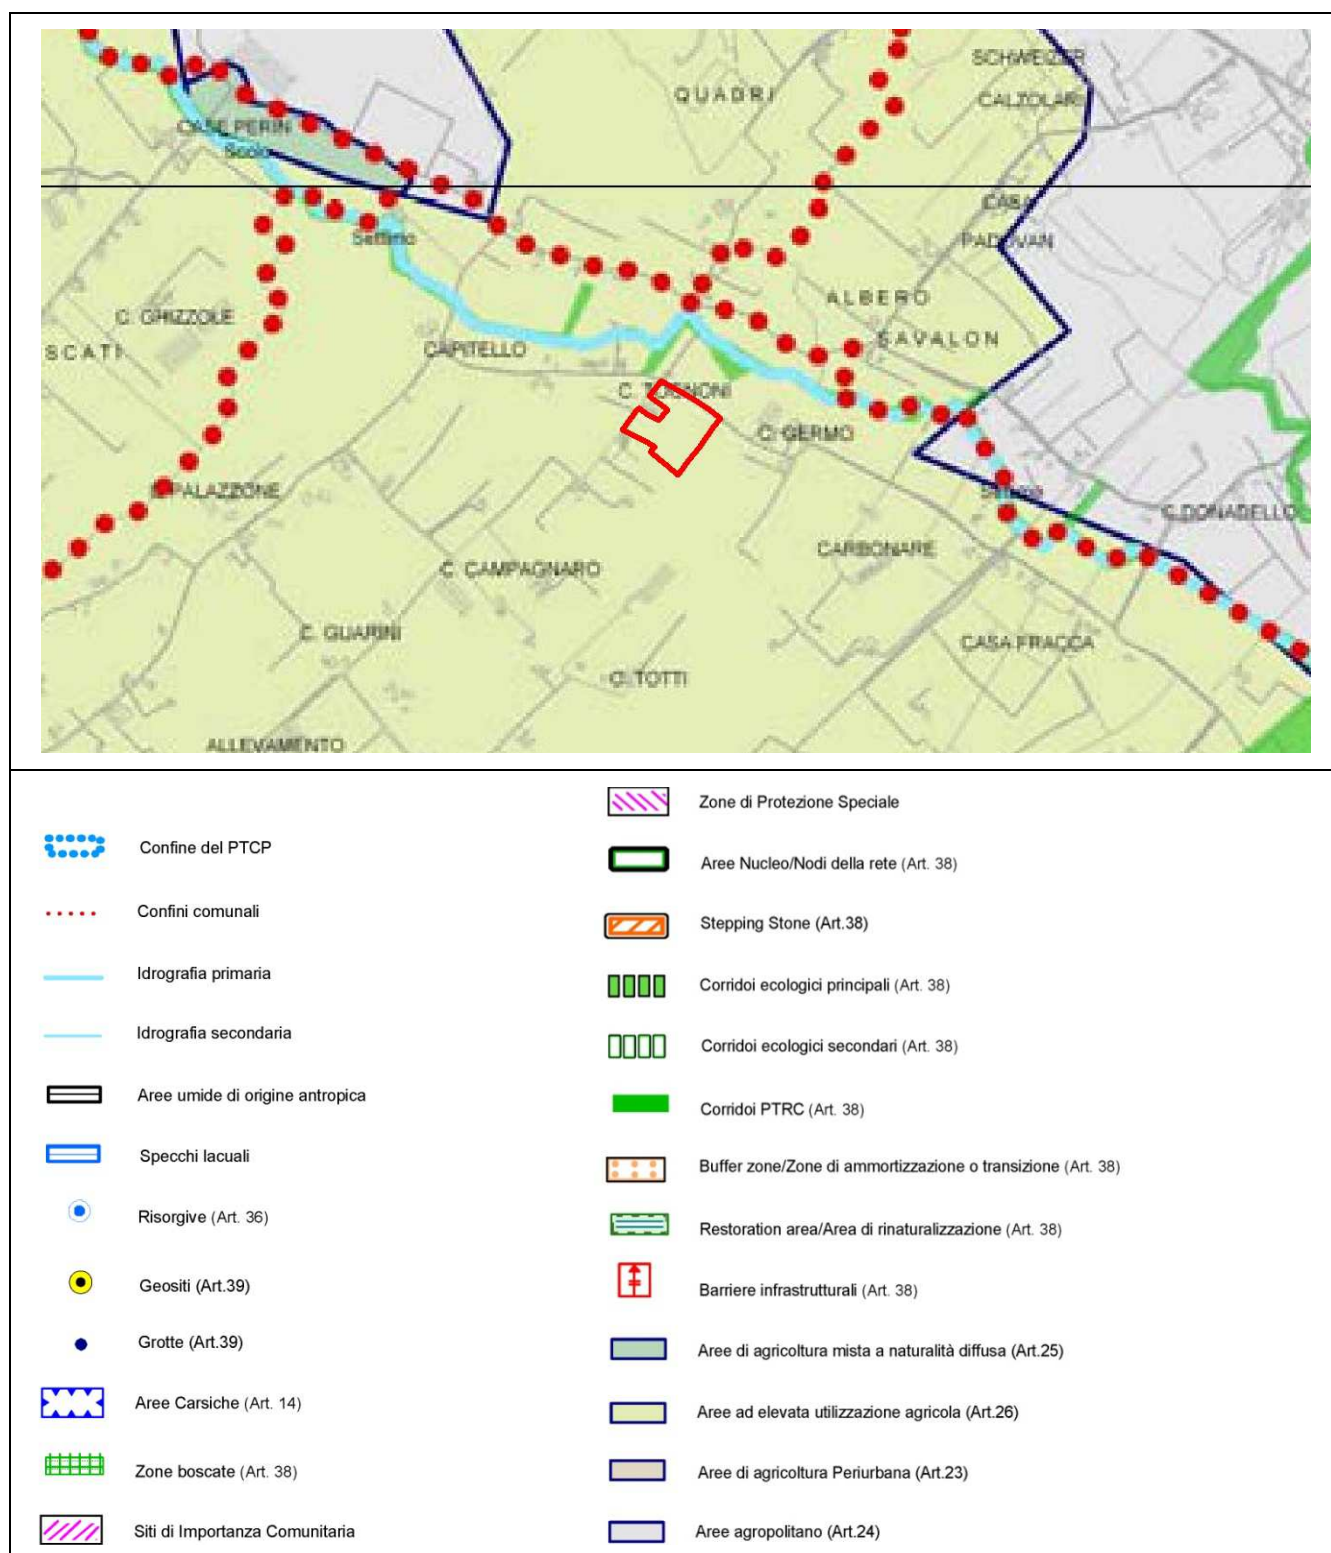 SCHWEIZER
QUADRI
CALZOLARI
CASE PERINI
Scolo
CASA
PADOVAN
Settimo
ALBERO
C. GHIZZOLE
SCATI
CAPITELLO
SAVALON
C. TOGNONI
C. GERMO
PALAZZONE
C.DONADELLO
CARBONARE
C. CAMPAGNARO
C. GUARINI
CASA FRACCA
C. TOTTI
ALLEVAMENTO
Confine del PTCP
Confini comunali
Idrografia primaria
Idrografia secondaria
Aree umide di origine antropica
Specchi lacuali
Risorgive (Art. 36)
Geositi (Art.39)
Grotte (Art.39)
Aree Carsiche (Art. 14)
Zone boscate (Art. 38)
Siti di Importanza Comunitaria
Zone di Protezione Speciale
Aree Nucleo/Nodi della rete (Art. 38)
Stepping Stone (Art.38)
Corridoi ecologici principali (Art. 38)
Corridoi ecologici secondari (Art. 38)
Corridoi PTRC (Art. 38)
Buffer zone/Zone di ammortizzazione o transizione (Art. 38)
Restoration area/Area di rinaturalizzazione (Art. 38)
Barriere infrastrutturali (Art. 38)
Aree di agricoltura mista a naturalità diffusa (Art.25)
Aree ad elevata utilizzazione agricola (Art.26)
Aree di agricoltura Periurbana (Art.23)
Aree agropolitano (Art.24)